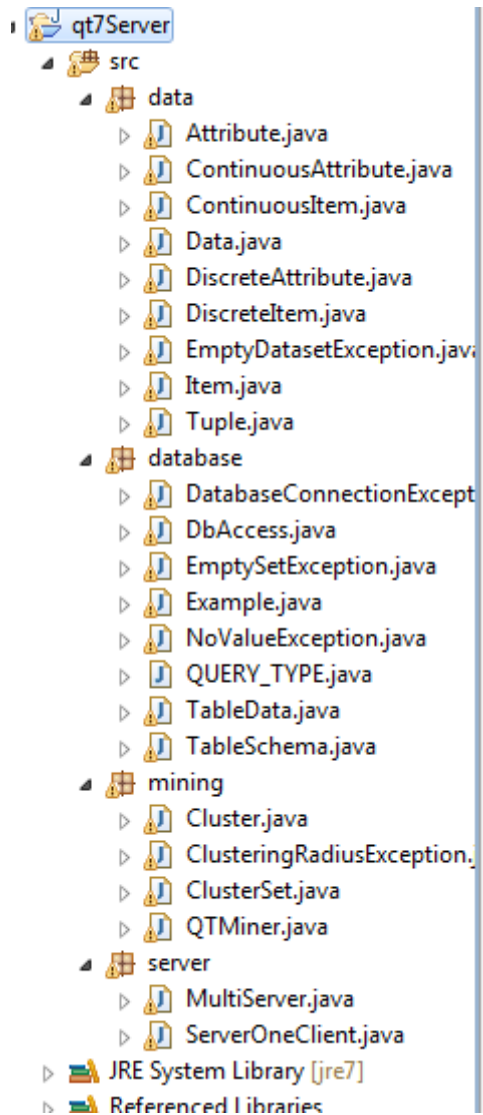 qt7Server
src
data
Attribute.java
ContinuousAttribute.java
ContinuousItem.java
Data.java
DiscreteAttribute.java
DiscreteItem.java
EmptyDatasetException.java
Item.java
Tuple.java
database
DatabaseConnectionExcept
DbAccess.java
EmptySetException.java
Example.java
NoValueException.java
QUERY_TYPE.java
TableData.java
TableSchema.java
mining
Cluster.java
ClusteringRadiusException.j
ClusterSet.java
QTMiner.java
server
MultiServer.java
ServerOneClient.java
JRE System Library [jre7]
Referenced Libraries